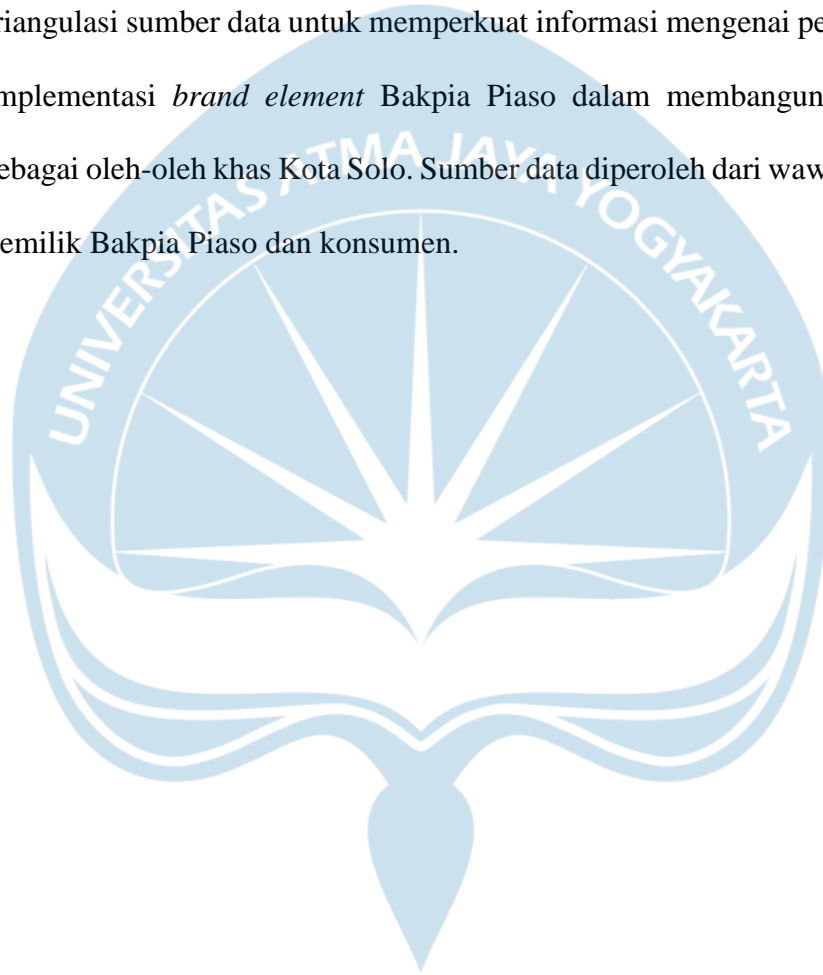 riangulasi sumber data untuk memperkuat informasi mengenai pe
mplementasi brand element Bakpia Piaso dalam membangun
ebagai oleh-oleh khas Kota Solo. Sumber data diperoleh dari waw
emilik Bakpia Piaso dan konsumen.
UNIVERSITAS ATMA JAYA YOGYAKARTA